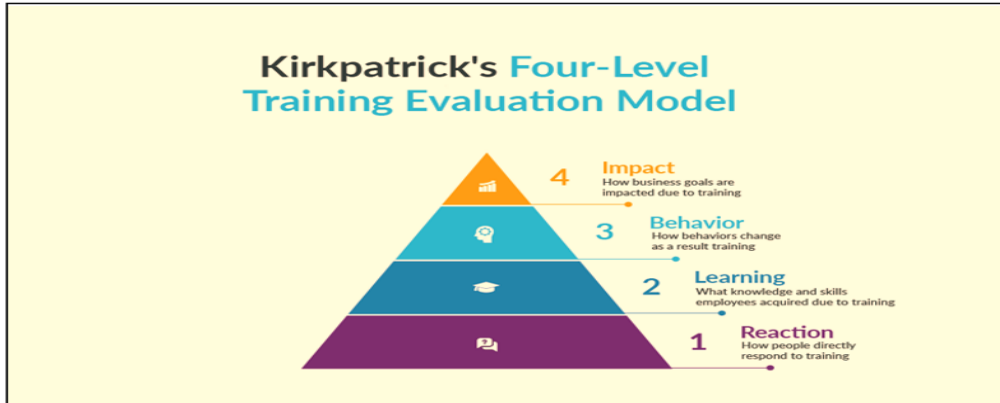 Kirkpatrick's Four-Level
Training Evaluation Model
4 Impact
How business goals are
impacted due to training
3 Behavior
How behaviors change
as a result training
2 Learning
What knowledge and skills
employees acquired due to training
1 Reaction
How people directly
respond to training